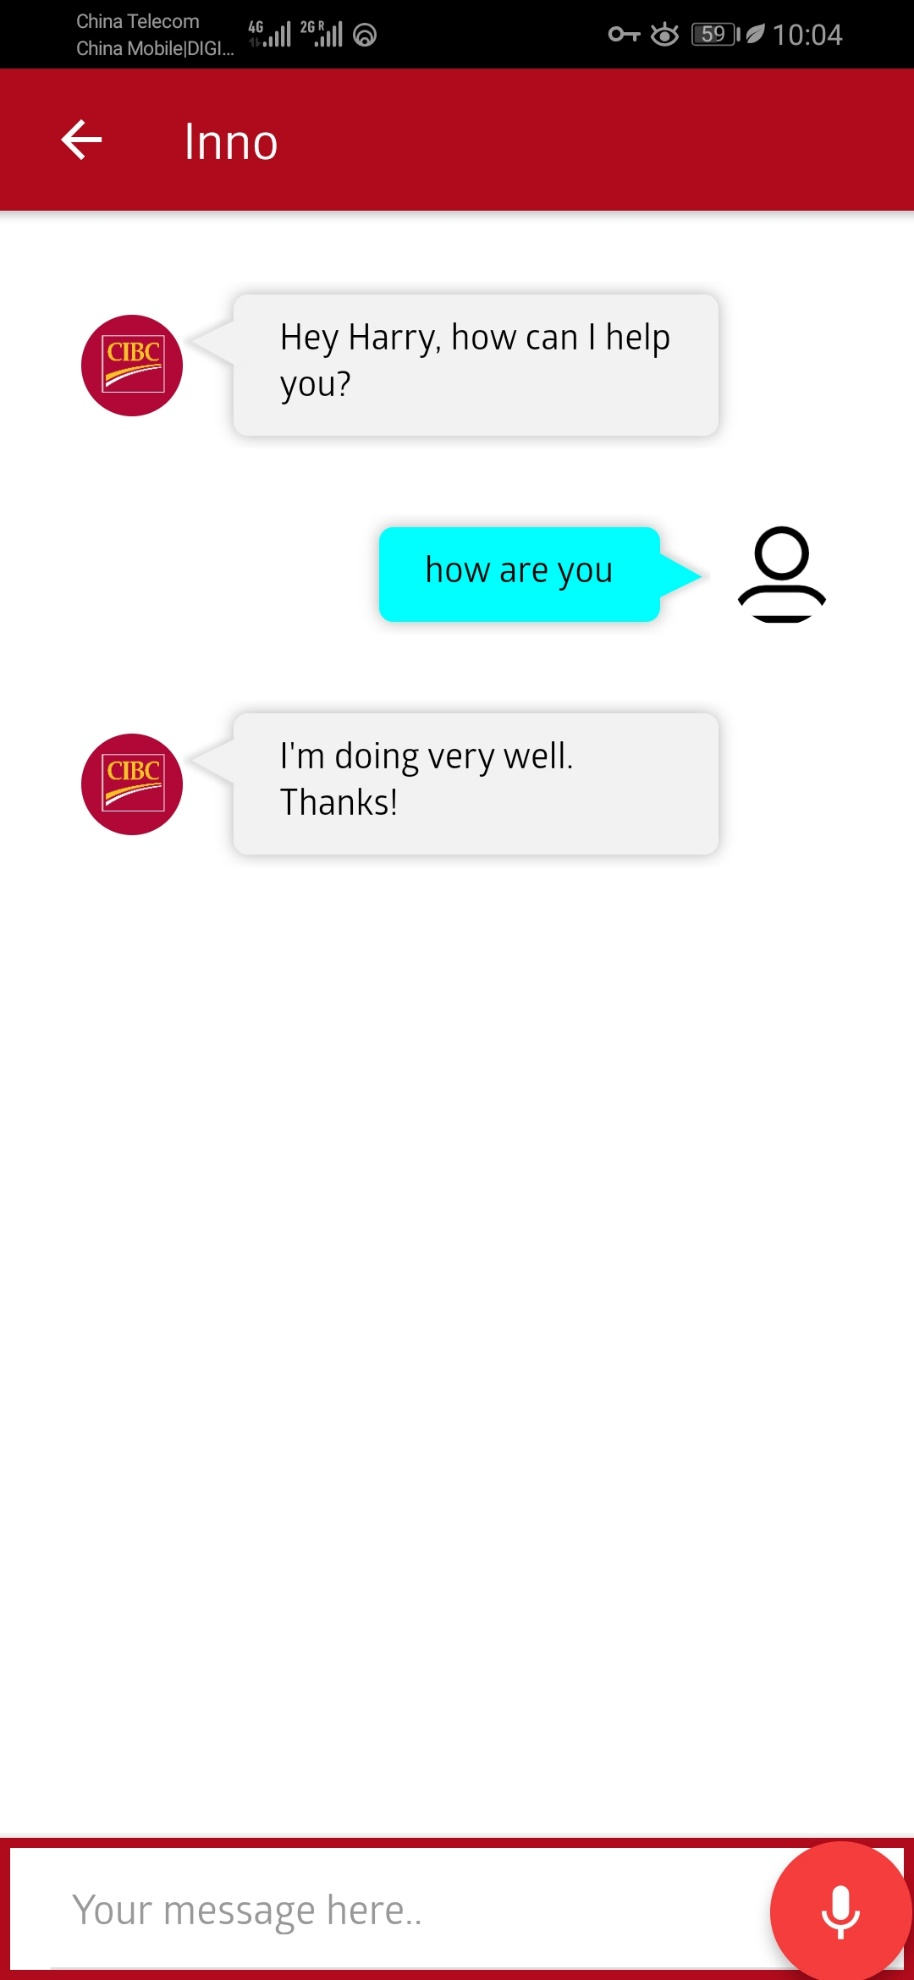 China Telecom
China Mobile|DIGI...
4G
2G R
59
10:04
Inno
CIBC
Hey Harry, how can I help
you?
how are you
CIBC
I'm doing very well.
Thanks!
Your message here..